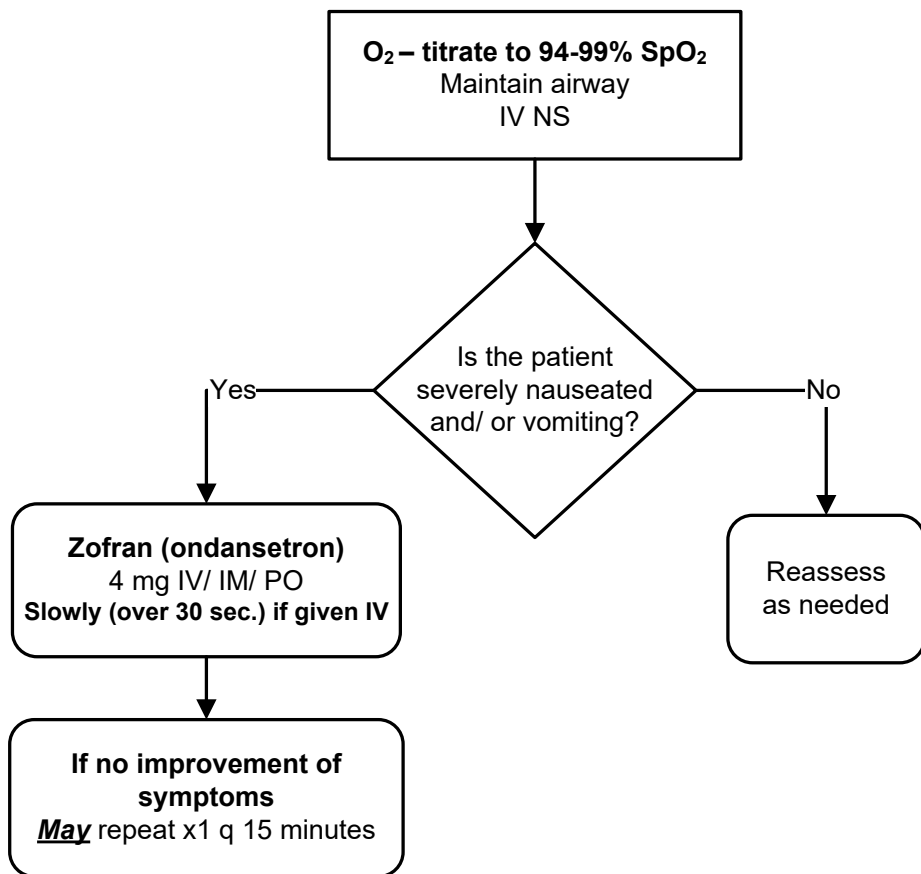 O₂ – titrate to 94-99% SpO₂
Maintain airway
IV NS
Is the patient
severely nauseated
and/ or vomiting?
Yes
No
Zofran (ondansetron)
4 mg IV/ IM/ PO
Slowly (over 30 sec.) if given IV
Reassess
as needed
If no improvement of
symptoms
May repeat x1 q 15 minutes